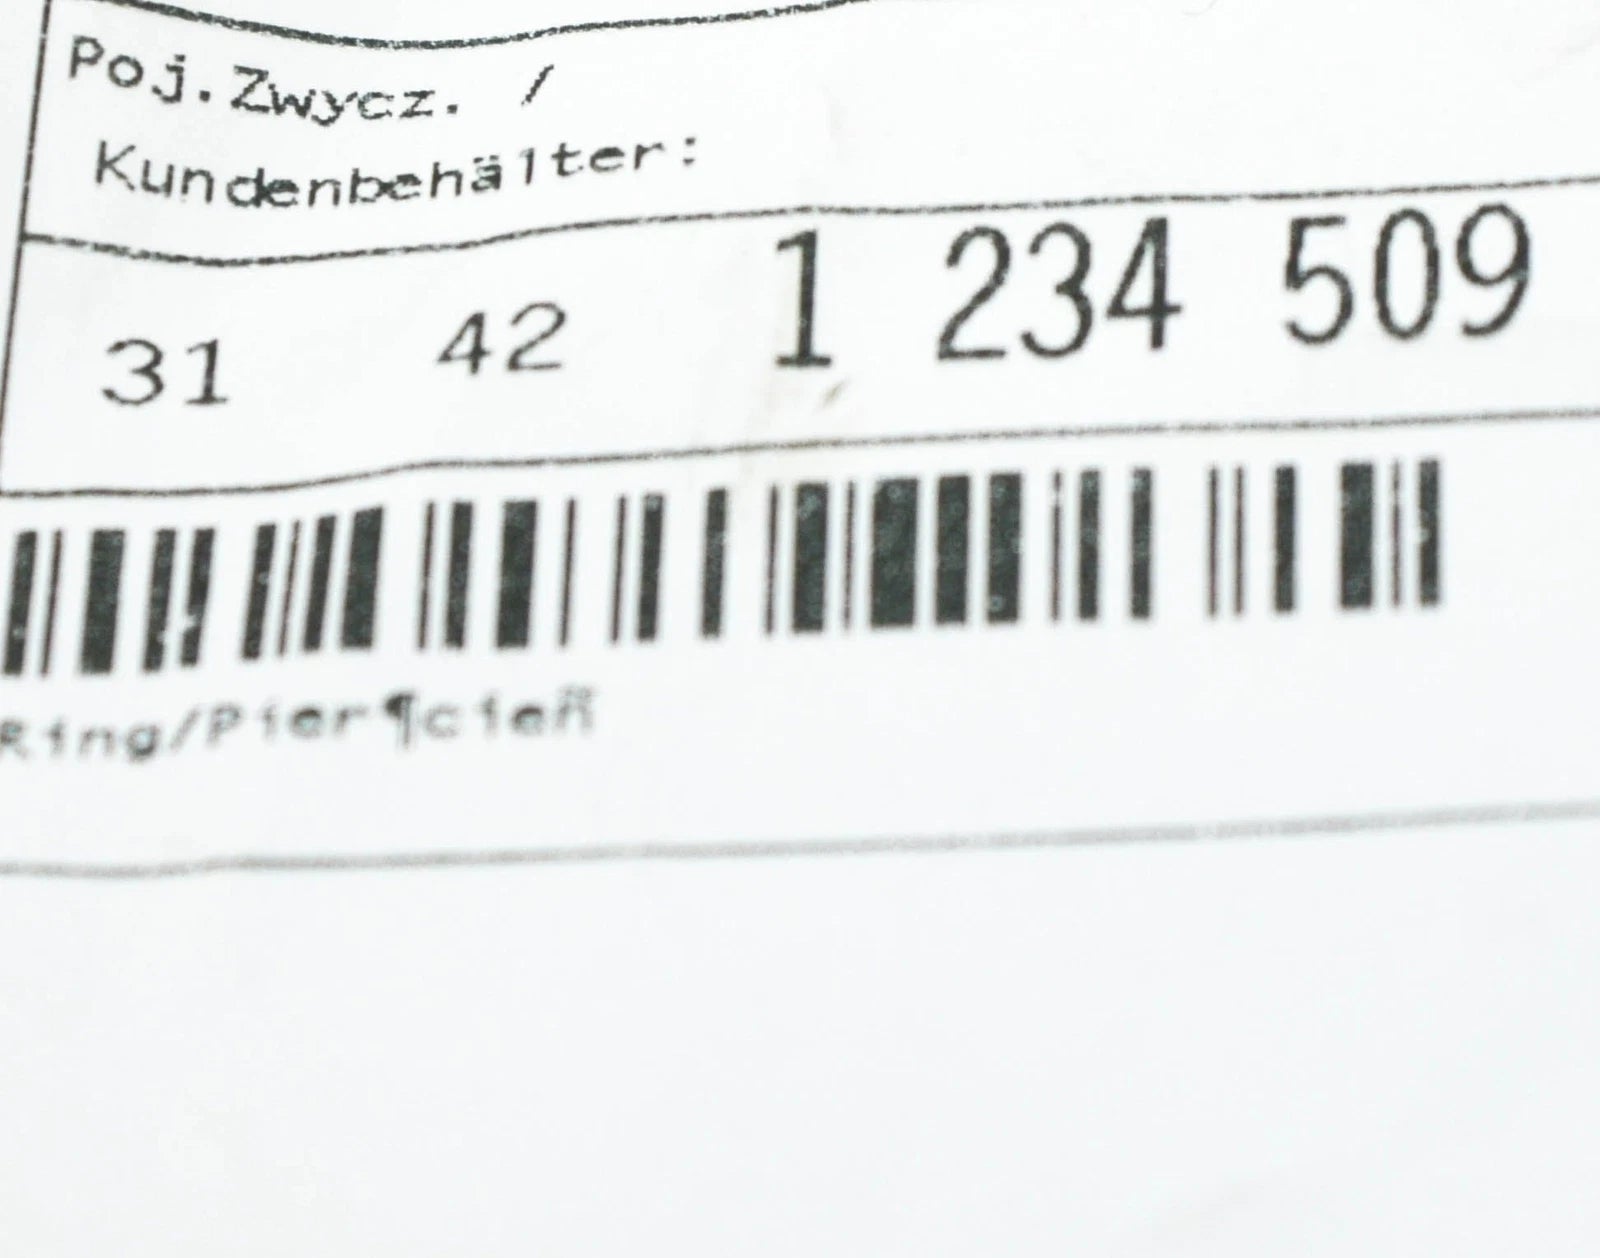 Poj.Zwycz. /
Kundenbehälter:
31 42 1 234 509
Ring/Pier¶cieñ